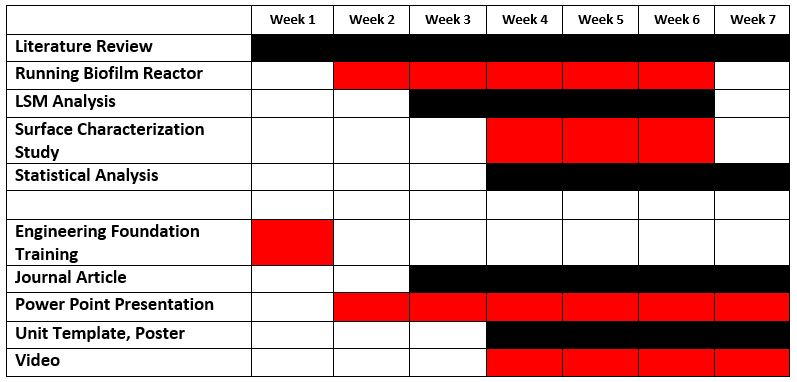 Week 1 Week 2 Week 3 Week 4 Week 5 Week 6 Week 7
Literature Review
Running Biofilm Reactor
LSM Analysis
Surface Characterization
Study
Statistical Analysis
Engineering Foundation
Training
Journal Article
Power Point Presentation
Unit Template, Poster
Video